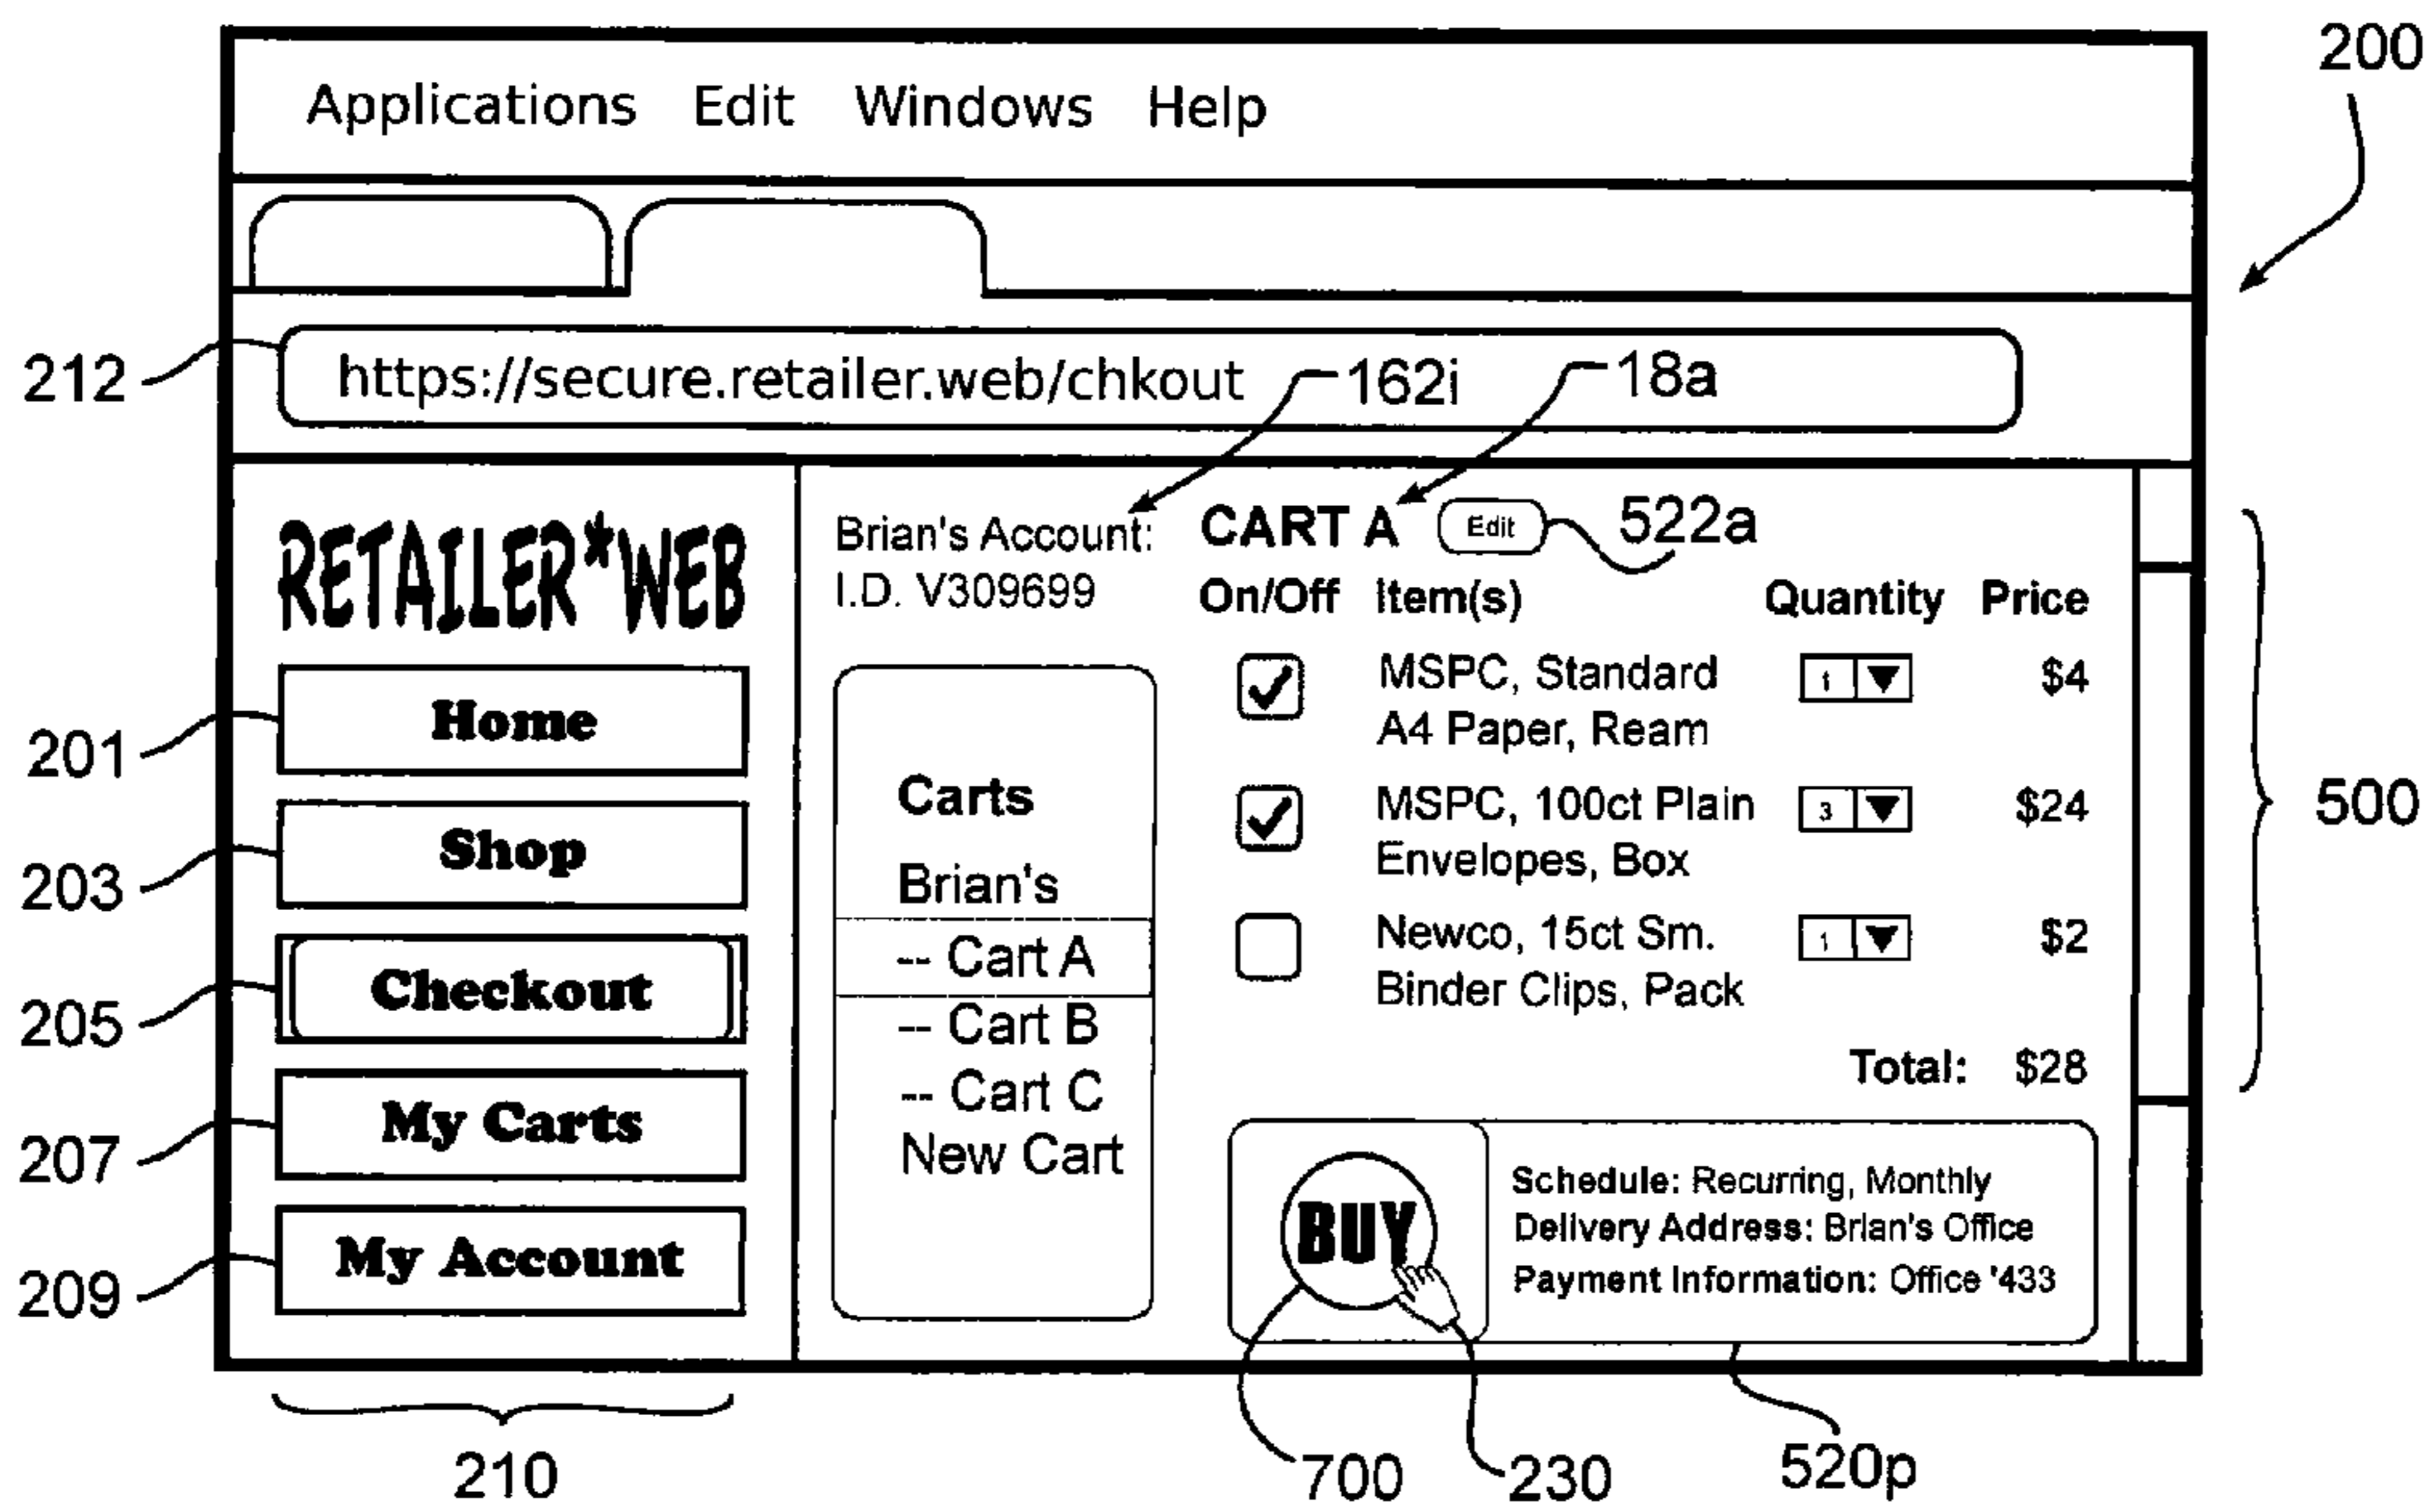 200
Applications Edit Windows Help
212
https://secure.retailer.web/chkout
162i
18a
RETAILER*WEB
Brian's Account:
I.D. V309699
CART A
Edit
522a
On/Off Item(s) Quantity Price
MSPC, Standard
A4 Paper, Ream
1
$4
MSPC, 100ct Plain
Envelopes, Box
3
$24
Newco, 15ct Sm.
Binder Clips, Pack
1
$2
Total: $28
500
201
Home
203
Shop
205
Checkout
207
My Carts
209
My Account
210
Carts
Brian's
-- Cart A
-- Cart B
-- Cart C
New Cart
BUY
Schedule: Recurring, Monthly
Delivery Address: Brian's Office
Payment Information: Office '433
700
230
520p